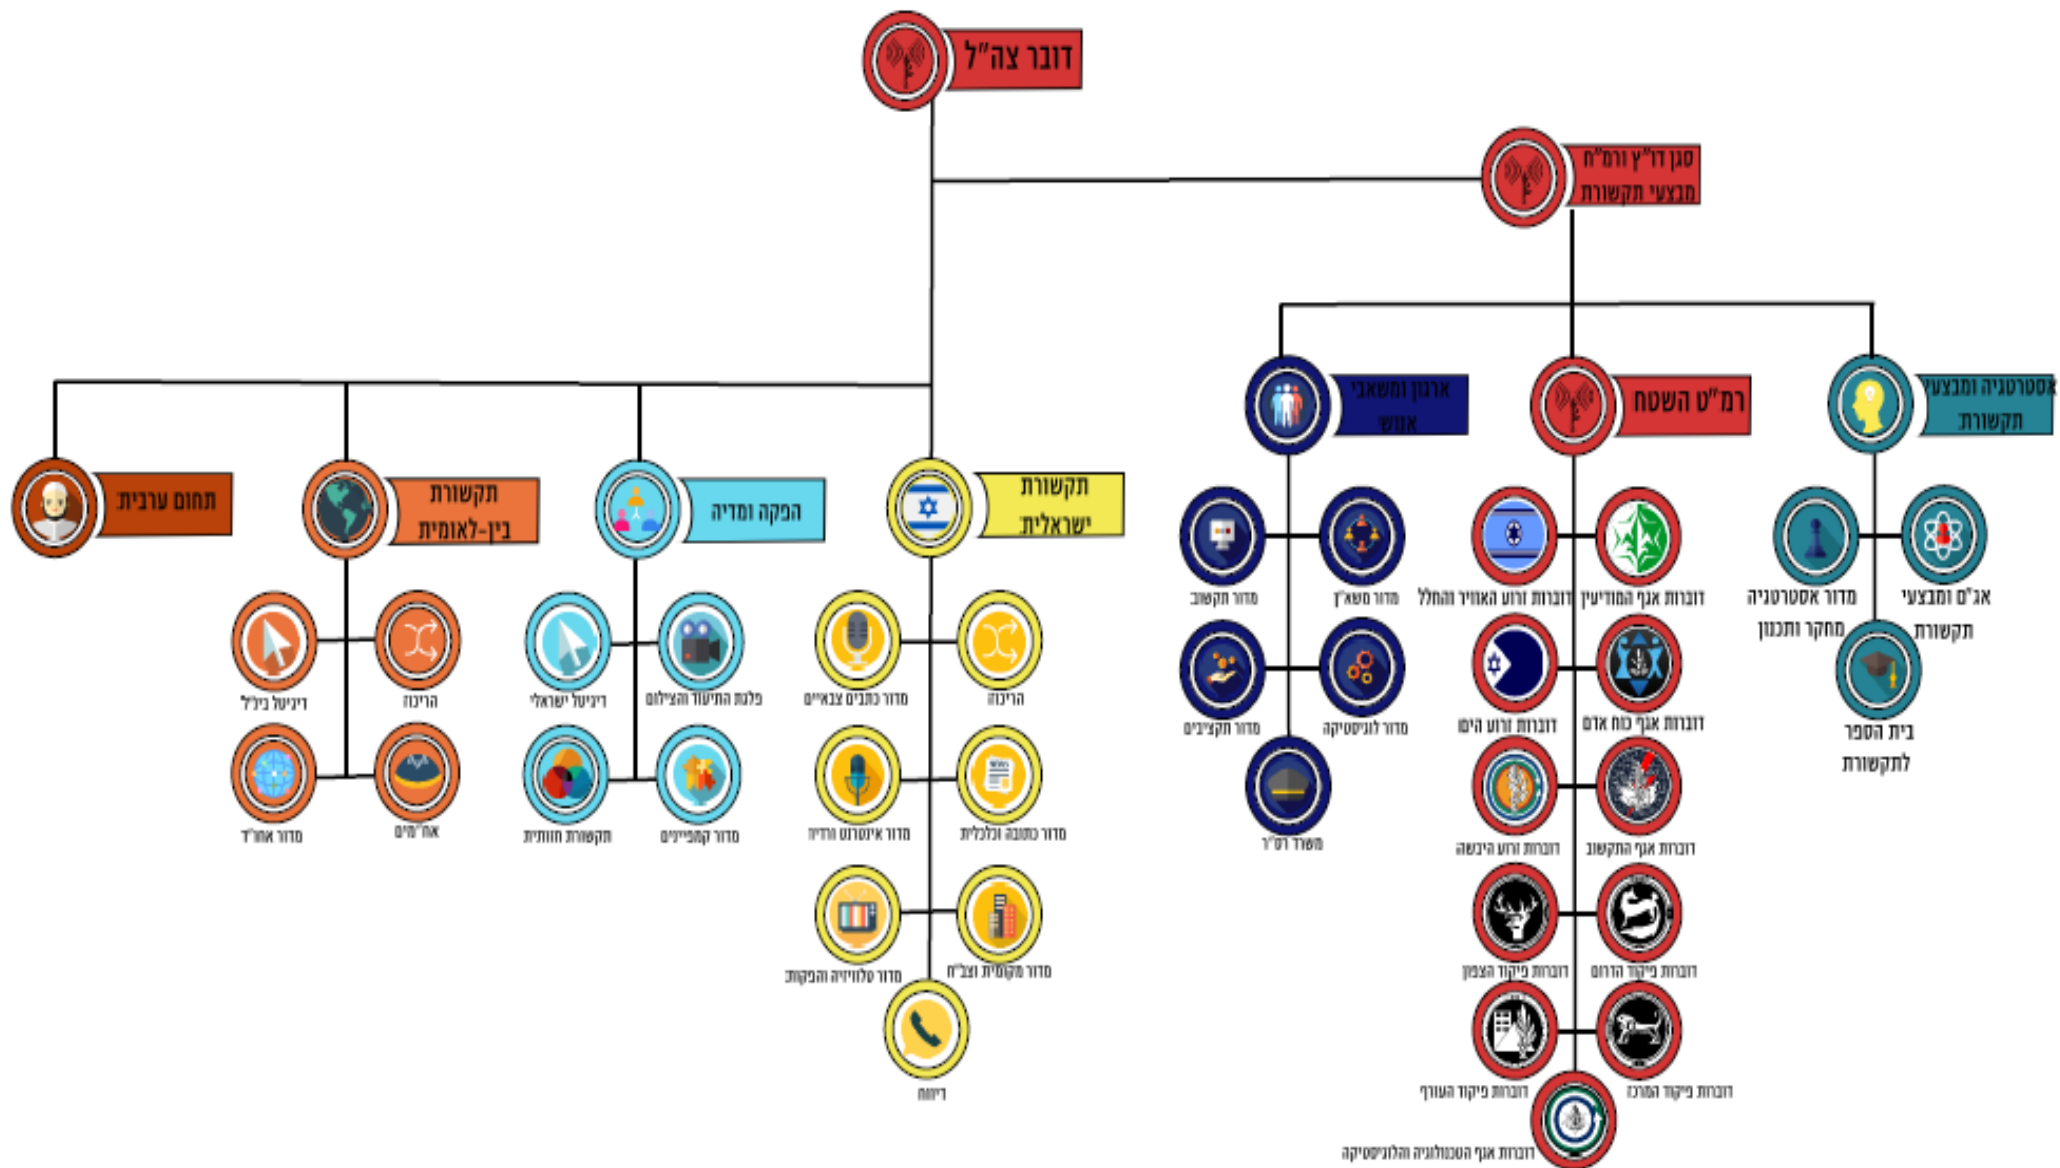 דובר צה"ל
סגן דו"ץ ורמ"ח
מבצעי תקשורת
אסטרטגיה ומבצעי
תקשורת:
רמ"ט השטח
ארגון ומשאבי
אנוש:
תקשורת
ישראלית:
הפקה ומדיה
תקשורת
בין-לאומית
תחום ערבית:
אג"ם ומבצעי
תקשורת
מדור אסטרטגיה
מחקר ותכנון
בית הספר
לתקשורת
דוברות אגף המודיעין
דוברות זרוע האוויר והחלל
דוברות אגף כוח אדם
דוברות זרוע הים
דוברות אגף התקשוב
דוברות זרוע היבשה
דוברות פיקוד הדרום
דוברות פיקוד הצפון
דוברות פיקוד המרכז
דוברות פיקוד העורף
דוברות אגף הטכנולוגיה והלוגיסטיקה
מדור משא"ן
מדור תקשוב
מדור לוגיסטיקה
מדור תקציבים
משרד רס"ר
הריכוז
מדור כתבים צבאיים
מדור כתובה וכלכלית
מדור אינטרנט ורדיו
מדור מקומית וצב"ח
מדור טלוויזיה והפקות
דיווח
פלגת התיעוד והצילום
דיגיטל ישראלי
מדור קמפיינים
תקשורת חזותית
הריכוז
דיגיטל בינ"ל
אח"מים
מדור אחו"ד